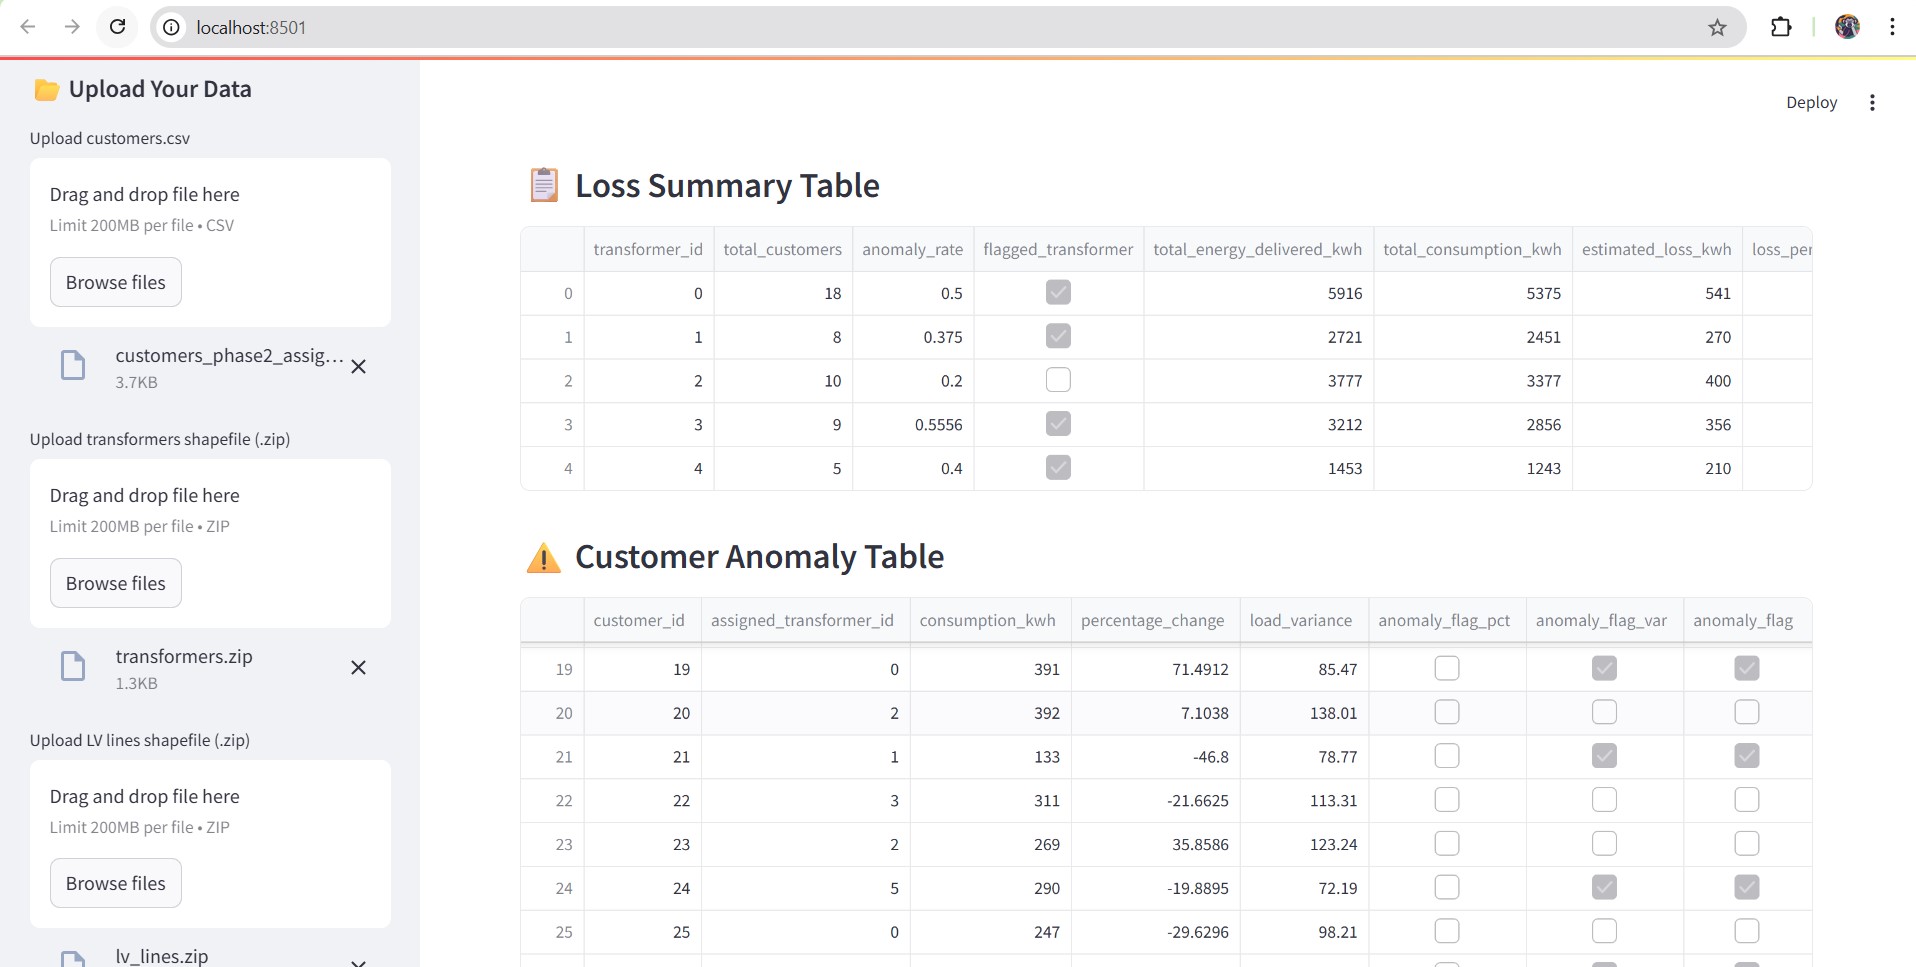 localhost:8501
Upload Your Data
Upload customers.csv
Drag and drop file here
Limit 200MB per file • CSV
Browse files
customers_phase2_assig...
3.7KB
Upload transformers shapefile (.zip)
Drag and drop file here
Limit 200MB per file • ZIP
Browse files
transformers.zip
1.3KB
Upload LV lines shapefile (.zip)
Drag and drop file here
Limit 200MB per file • ZIP
Browse files
lv_lines.zip
Deploy
Loss Summary Table
transformer_id total_customers anomaly_rate flagged_transformer total_energy_delivered_kwh total_consumption_kwh estimated_loss_kwh loss_per
0 0 18 0.5 5916 5375 541
1 1 8 0.375 2721 2451 270
2 2 10 0.2 3777 3377 400
3 3 9 0.5556 3212 2856 356
4 4 5 0.4 1453 1243 210
Customer Anomaly Table
customer_id assigned_transformer_id consumption_kwh percentage_change load_variance anomaly_flag_pct anomaly_flag_var anomaly_flag
19 19 0 391 71.4912 85.47
20 20 2 392 7.1038 138.01
21 21 1 133 -46.8 78.77
22 22 3 311 -21.6625 113.31
23 23 2 269 35.8586 123.24
24 24 5 290 -19.8895 72.19
25 25 0 247 -29.6296 98.21